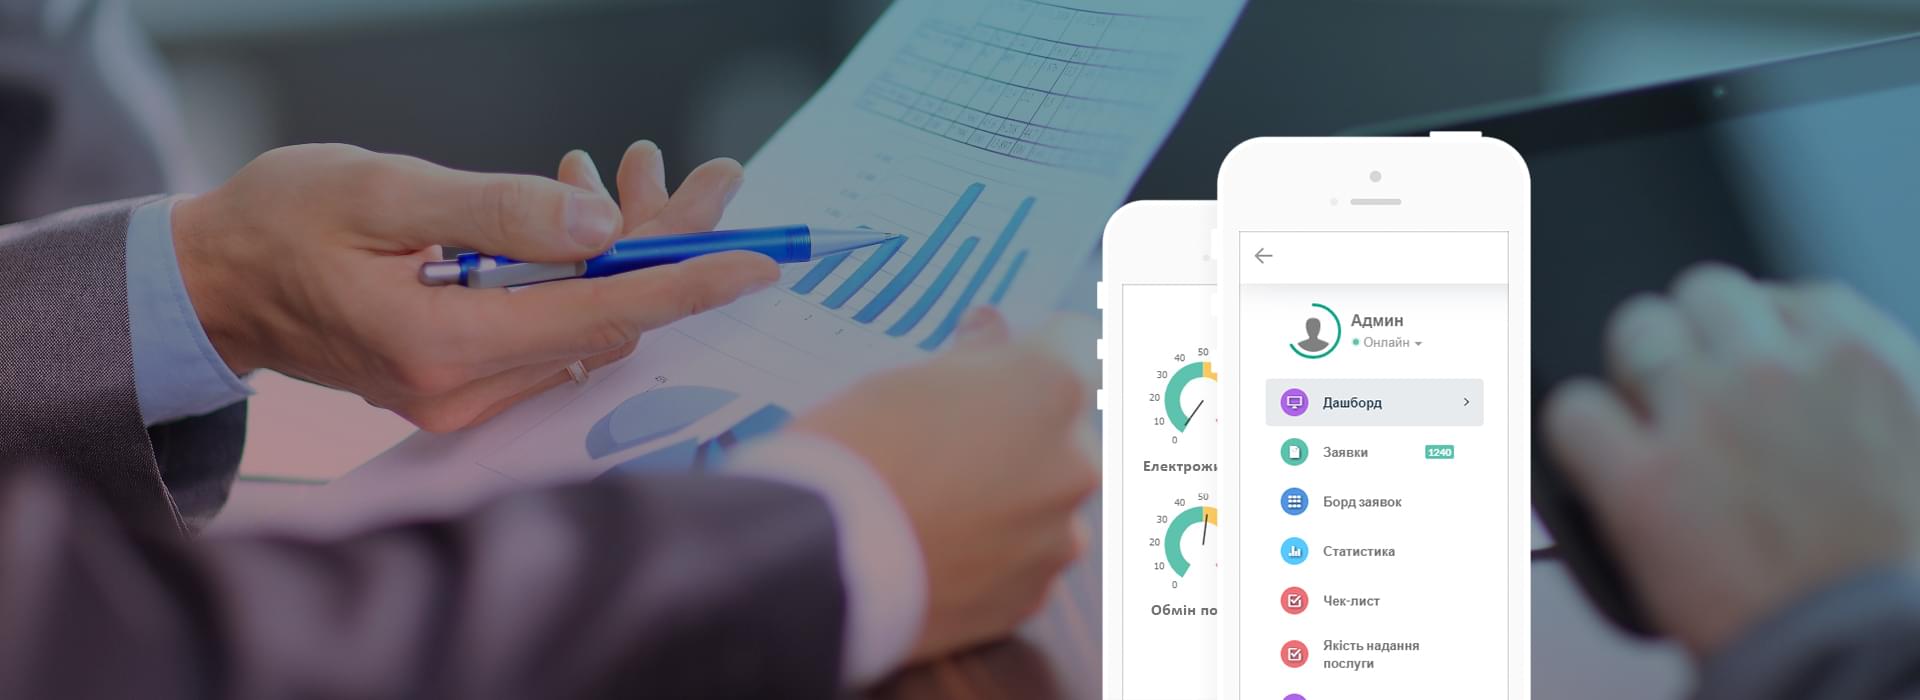 Админ
Онлайн
Дашборд
Заявки 1240
Борд заявок
Статистика
Чек-лист
Якість надання
послуги
50
40
30
20
10
0
Електрожи
50
40
30
20
10
0
Обмін по